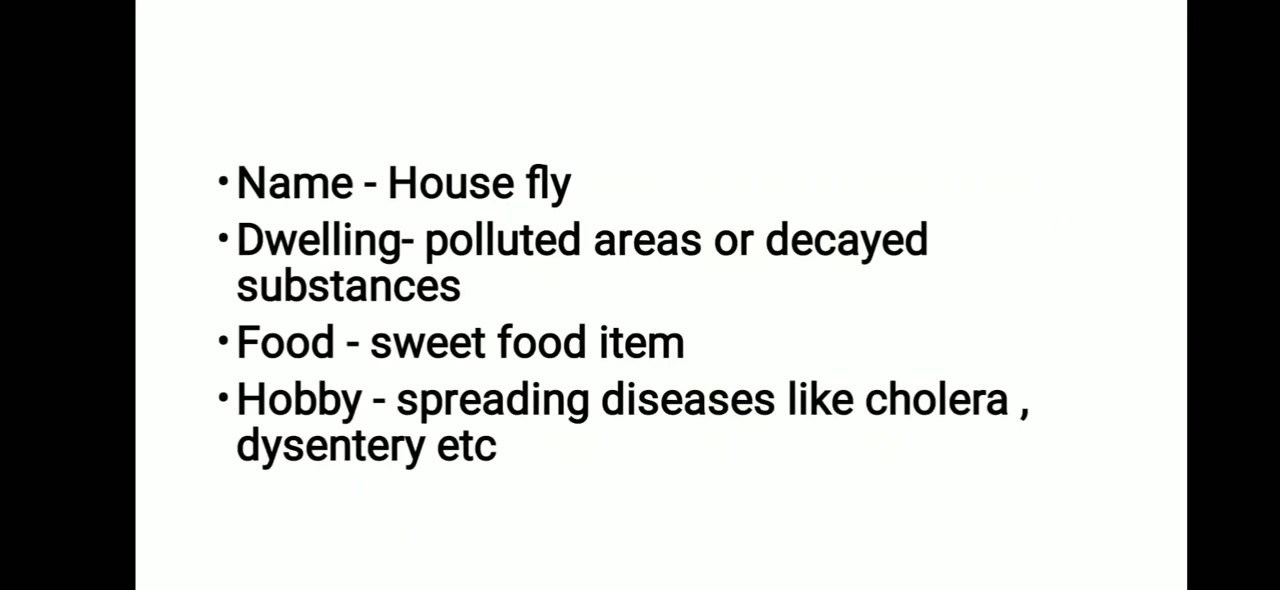 •Name - House fly
•Dwelling- polluted areas or decayed
substances
•Food - sweet food item
•Hobby - spreading diseases like cholera ,
dysentery etc